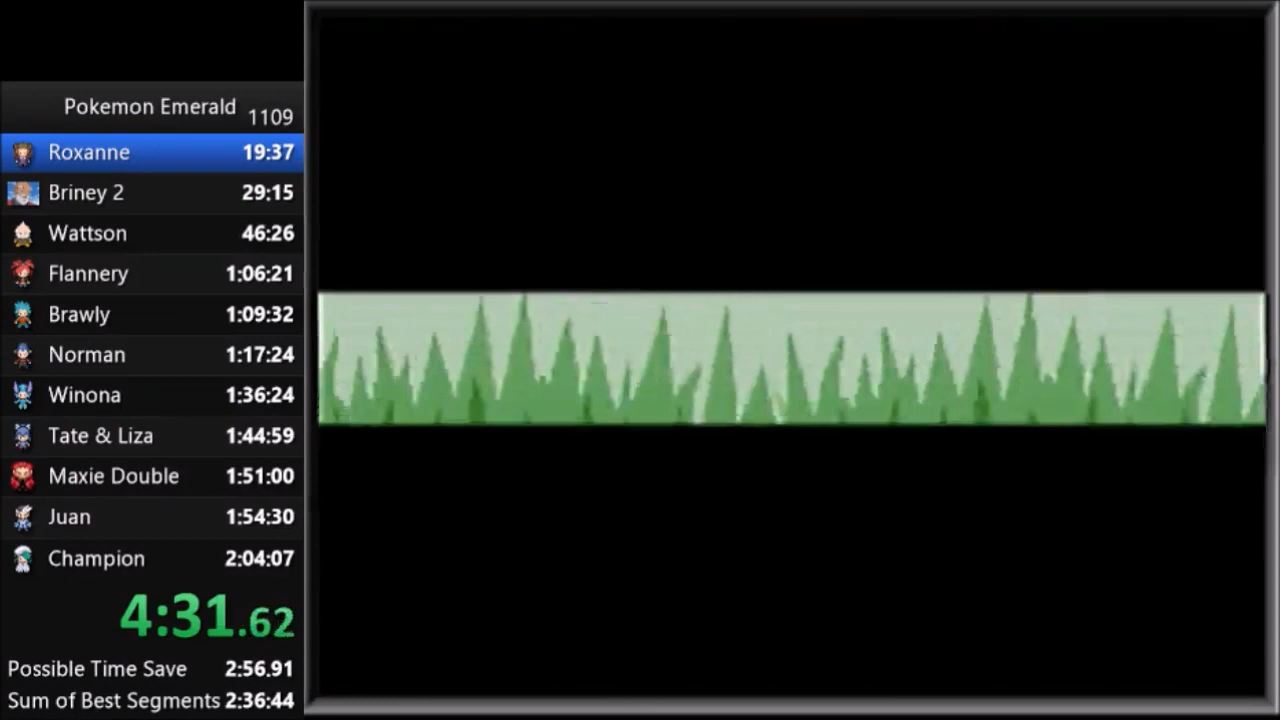 Pokemon Emerald 1109
Roxanne 19:37
Briney 2 29:15
Wattson 46:26
Flannery 1:06:21
Brawly 1:09:32
Norman 1:17:24
Winona 1:36:24
Tate & Liza 1:44:59
Maxie Double 1:51:00
Juan 1:54:30
Champion 2:04:07
4:31.62
Possible Time Save 2:56.91
Sum of Best Segments 2:36:44